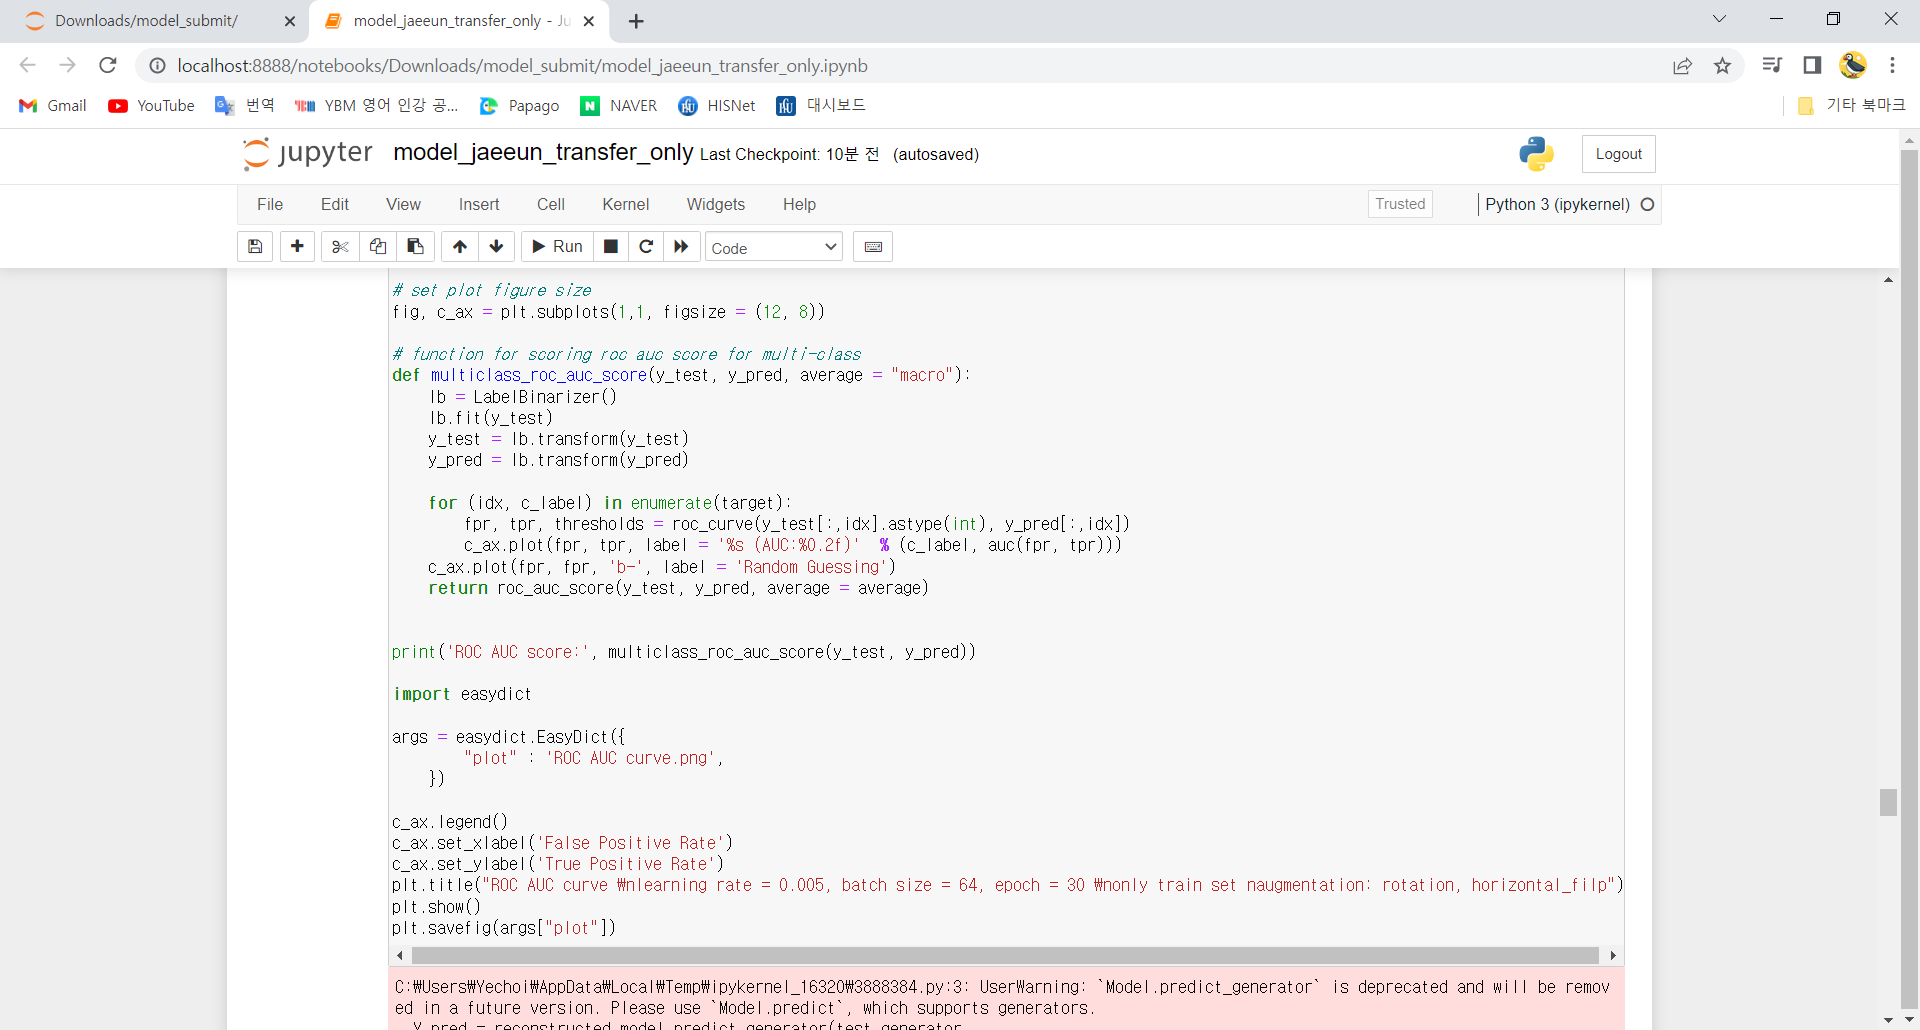 Downloads/model_submit/
model_jaeeun_transfer_only - Ju
localhost:8888/notebooks/Downloads/model_submit/model_jaeeun_transfer_only.ipynb
Gmail YouTube 번역 YBM 영어 인강 공... Papago NAVER HISNet 대시보드 기타 북마크
jupyter model_jaeeun_transfer_only Last Checkpoint: 10분 전 (autosaved) Logout
File Edit View Insert Cell Kernel Widgets Help Trusted Python 3 (ipykernel)
Run Code
# set plot figure size
fig, c_ax = plt.subplots(1,1, figsize = (12, 8))
# function for scoring roc auc score for multi-class
def multiclass_roc_auc_score(y_test, y_pred, average = "macro"):
lb = LabelBinarizer()
lb.fit(y_test)
y_test = lb.transform(y_test)
y_pred = lb.transform(y_pred)
for (idx, c_label) in enumerate(target):
fpr, tpr, thresholds = roc_curve(y_test[:,idx].astype(int), y_pred[:,idx])
c_ax.plot(fpr, tpr, label = '%s (AUC:%0.2f)' % (c_label, auc(fpr, tpr)))
c_ax.plot(fpr, fpr, 'b-', label = 'Random Guessing')
return roc_auc_score(y_test, y_pred, average = average)
print('ROC AUC score:', multiclass_roc_auc_score(y_test, y_pred))
import easydict
args = easydict.EasyDict({
"plot" : 'ROC AUC curve.png',
})
c_ax.legend()
c_ax.set_xlabel('False Positive Rate')
c_ax.set_ylabel('True Positive Rate')
plt.title("ROC AUC curve ₩nlearning rate = 0.005, batch size = 64, epoch = 30 ₩nonly train set naugmentation: rotation, horizontal_filp")
plt.show()
plt.savefig(args["plot"])
C:₩Users₩Yechoi₩AppData₩Local₩Temp₩ipykernel_16320₩3888384.py:3: UserWarning: `Model.predict_generator` is deprecated and will be remov
ed in a future version. Please use `Model.predict`, which supports generators.
Y_pred = reconstructed_model.predict_generator(test_generator,